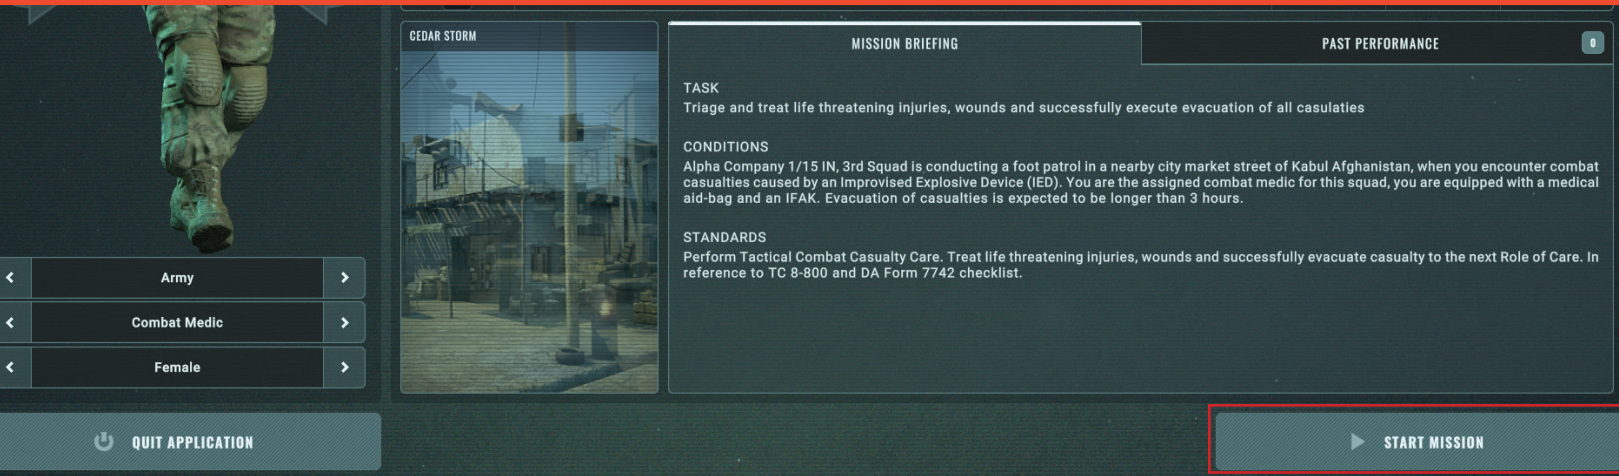 CEDAR STORM
MISSION BRIEFING
PAST PERFORMANCE
0
TASK
Triage and treat life threatening injuries, wounds and successfully execute evacuation of all casulaties
CONDITIONS
Alpha Company 1/15 IN, 3rd Squad is conducting a foot patrol in a nearby city market street of Kabul Afghanistan, when you encounter combat
casualties caused by an Improvised Explosive Device (IED). You are the assigned combat medic for this squad, you are equipped with a medical
aid-bag and an IFAK. Evacuation of casualties is expected to be longer than 3 hours.
STANDARDS
Perform Tactical Combat Casualty Care. Treat life threatening injuries, wounds and successfully evacuate casualty to the next Role of Care. In
reference to TC 8-800 and DA Form 7742 checklist.
Army
Combat Medic
Female
QUIT APPLICATION
START MISSION